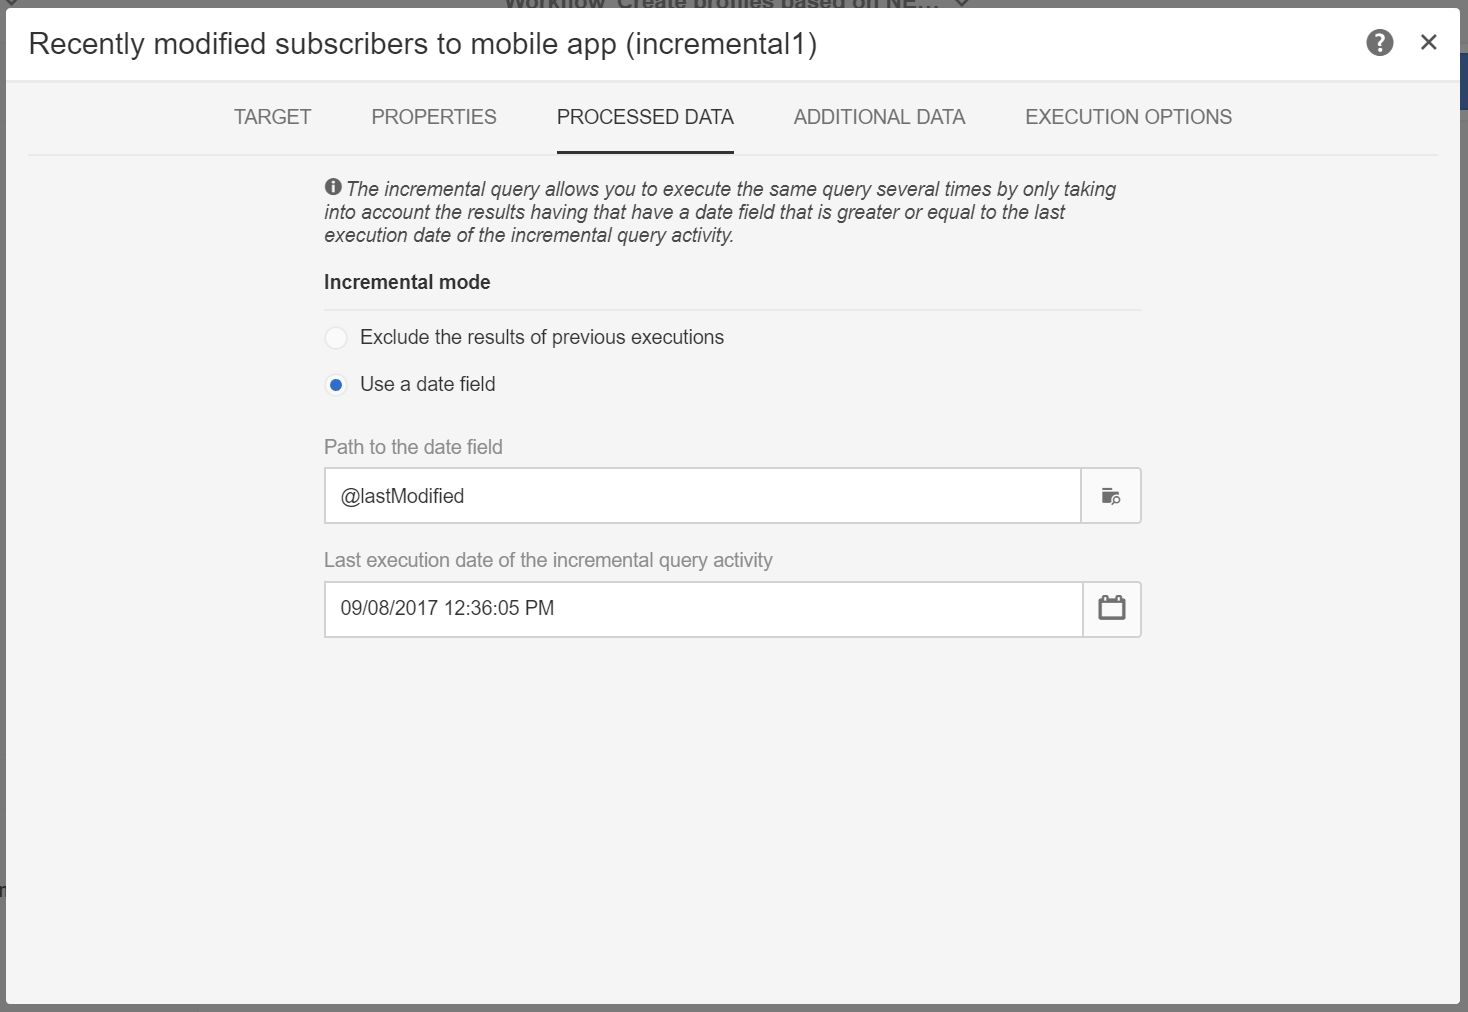 Workflow 'Create profiles based on NE...
Recently modified subscribers to mobile app (incremental1)
TARGET PROPERTIES PROCESSED DATA ADDITIONAL DATA EXECUTION OPTIONS
The incremental query allows you to execute the same query several times by only taking
into account the results having that have a date field that is greater or equal to the last
execution date of the incremental query activity.
Incremental mode
Exclude the results of previous executions
Use a date field
Path to the date field
@lastModified
Last execution date of the incremental query activity
09/08/2017 12:36:05 PM